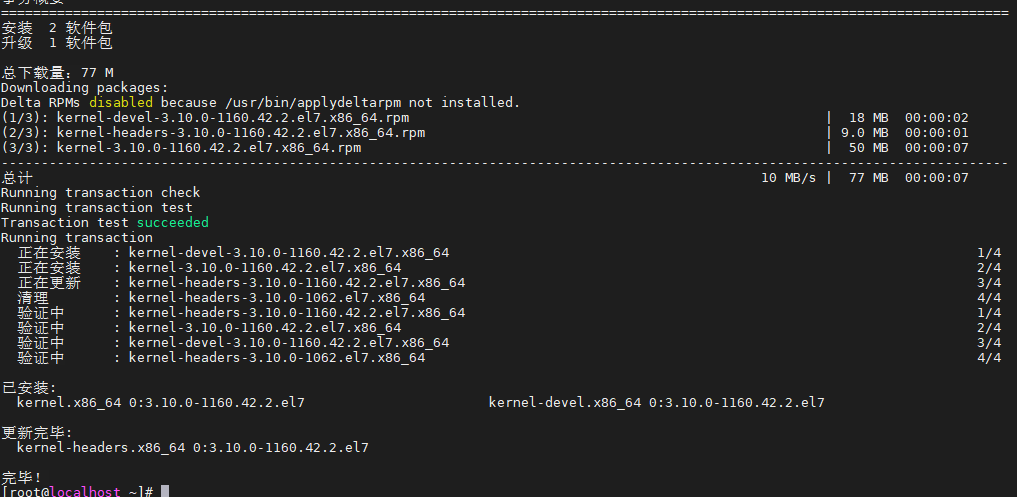 事务概要
================================================================================
安装  2 软件包
升级  1 软件包
总下载量：77 M
Downloading packages:
Delta RPMs disabled because /usr/bin/applydeltarpm not installed.
(1/3): kernel-devel-3.10.0-1160.42.2.el7.x86_64.rpm | 18 MB 00:00:02
(2/3): kernel-headers-3.10.0-1160.42.2.el7.x86_64.rpm | 9.0 MB 00:00:01
(3/3): kernel-3.10.0-1160.42.2.el7.x86_64.rpm | 50 MB 00:00:07
--------------------------------------------------------------------------------
总计 10 MB/s | 77 MB 00:00:07
Running transaction check
Running transaction test
Transaction test succeeded
Running transaction
正在安装 : kernel-devel-3.10.0-1160.42.2.el7.x86_64 1/4
正在安装 : kernel-3.10.0-1160.42.2.el7.x86_64 2/4
正在更新 : kernel-headers-3.10.0-1160.42.2.el7.x86_64 3/4
清理 : kernel-headers-3.10.0-1062.el7.x86_64 4/4
验证中 : kernel-headers-3.10.0-1160.42.2.el7.x86_64 1/4
验证中 : kernel-3.10.0-1160.42.2.el7.x86_64 2/4
验证中 : kernel-devel-3.10.0-1160.42.2.el7.x86_64 3/4
验证中 : kernel-headers-3.10.0-1062.el7.x86_64 4/4
已安装:
kernel.x86_64 0:3.10.0-1160.42.2.el7 kernel-devel.x86_64 0:3.10.0-1160.42.2.el7
更新完毕:
kernel-headers.x86_64 0:3.10.0-1160.42.2.el7
完毕！
[root@localhost ~]#